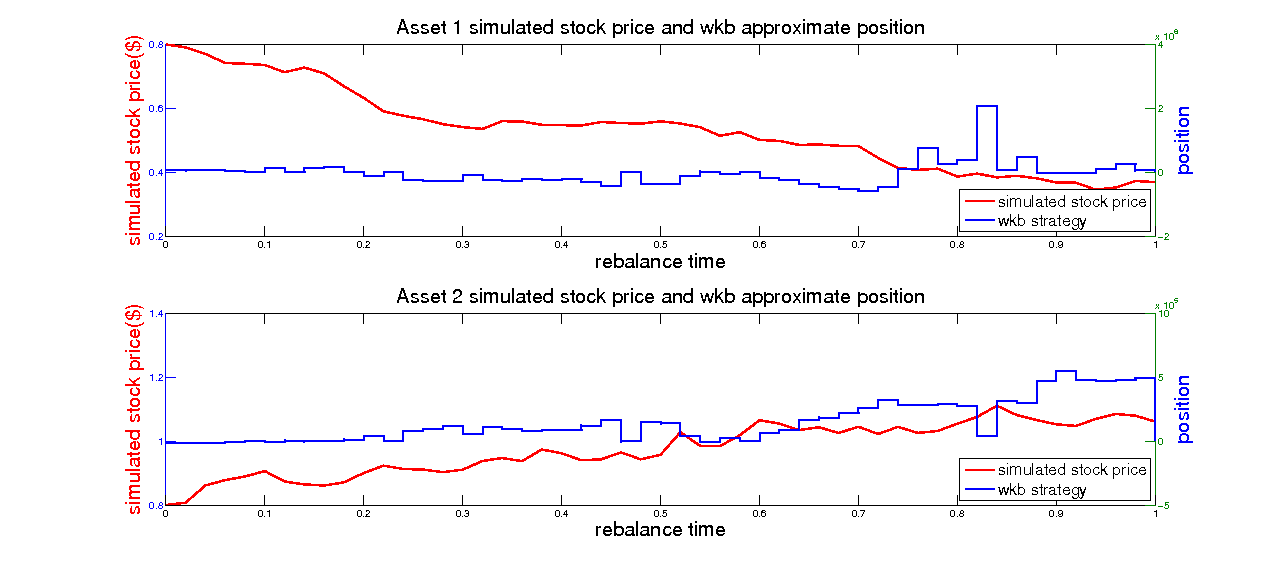 Asset 1 simulated stock price and wkb approximate position
simulated stock price($)
0.8
0.6
0.4
0.2
4
2
0
-2
position
0 0.1 0.2 0.3 0.4 0.5 0.6 0.7 0.8 0.9 1
rebalance time
simulated stock price
wkb strategy
Asset 2 simulated stock price and wkb approximate position
simulated stock price($)
1.4
1.2
1
0.8
10
5
0
-5
position
0 0.1 0.2 0.3 0.4 0.5 0.6 0.7 0.8 0.9 1
rebalance time
simulated stock price
wkb strategy